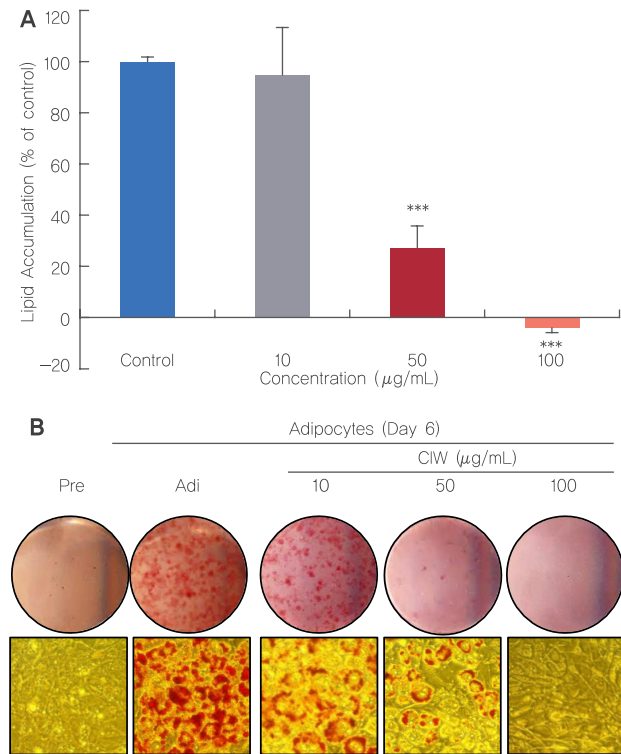 A
Lipid Accumulation (% of control)
120
100
80
60
40
20
0
−20
***
***
Control 10 50 100
Concentration (μg/mL)
B
Adipocytes (Day 6)
CIW (μg/mL)
Pre Adi 10 50 100